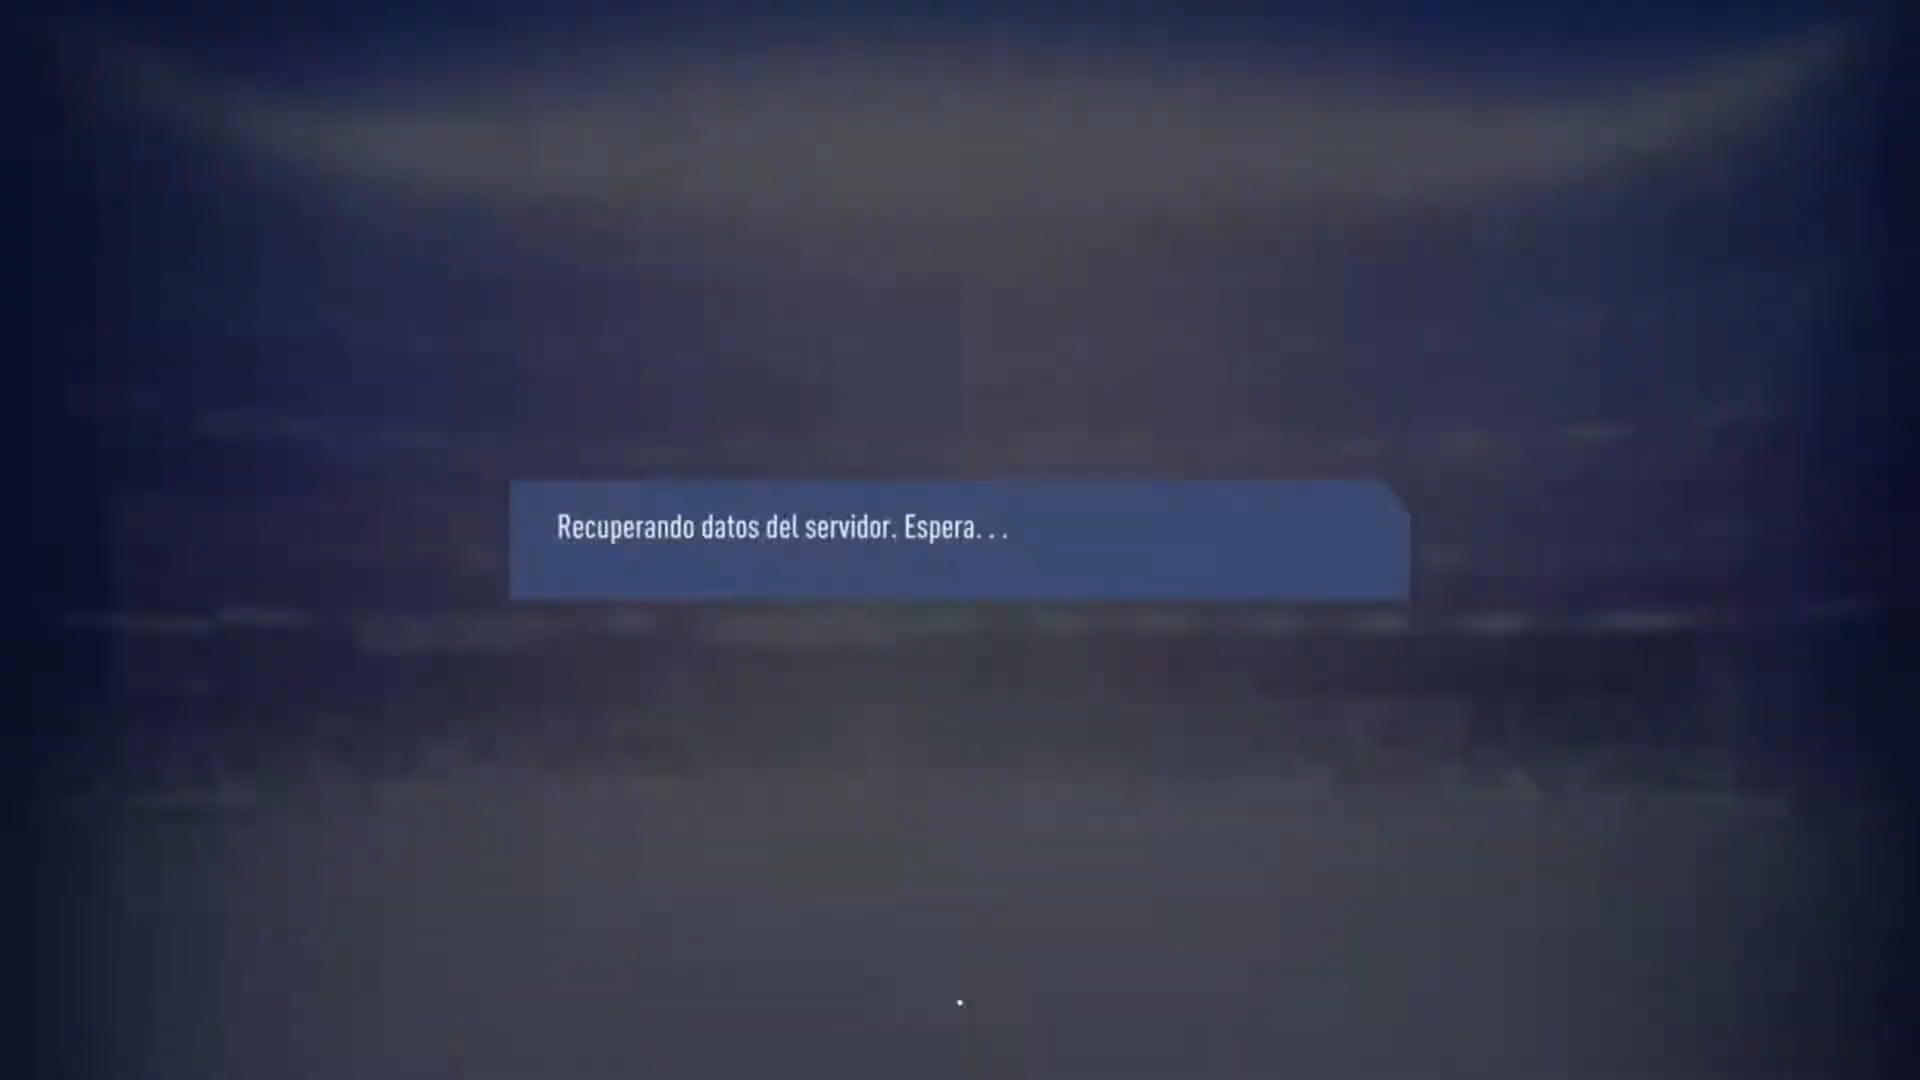 Recuperando datos del servidor. Espera. . .